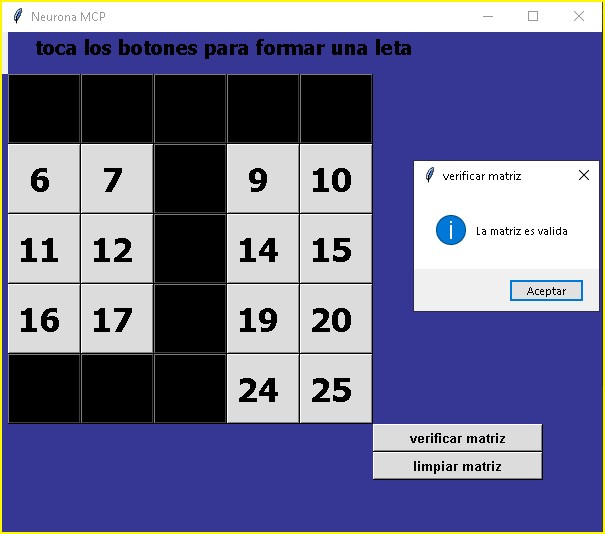 Neurona MCP
toca los botones para formar una leta
6 7 9 10
verificar matriz
11 12 14 15
La matriz es valida
16 17 19 20
Aceptar
24 25
verificar matriz
limpiar matriz